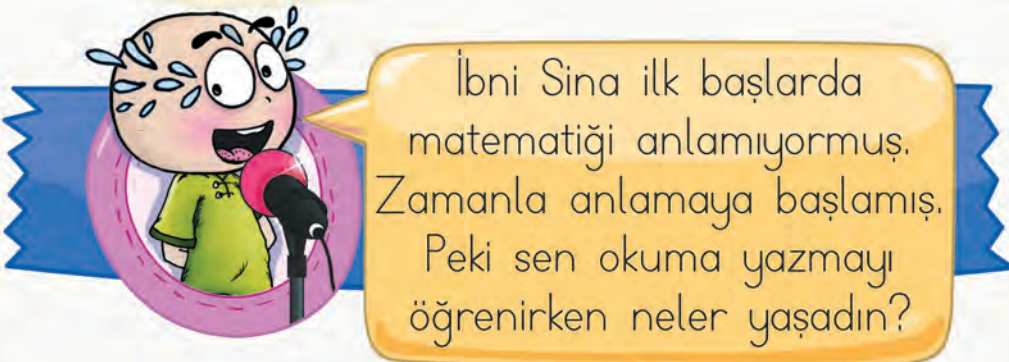 İbni Sina ilk başlarda
matematiği anlamıyormuş.
Zamanla anlamaya başlamış.
Peki sen okuma yazmayı
öğrenirken neler yaşadın?